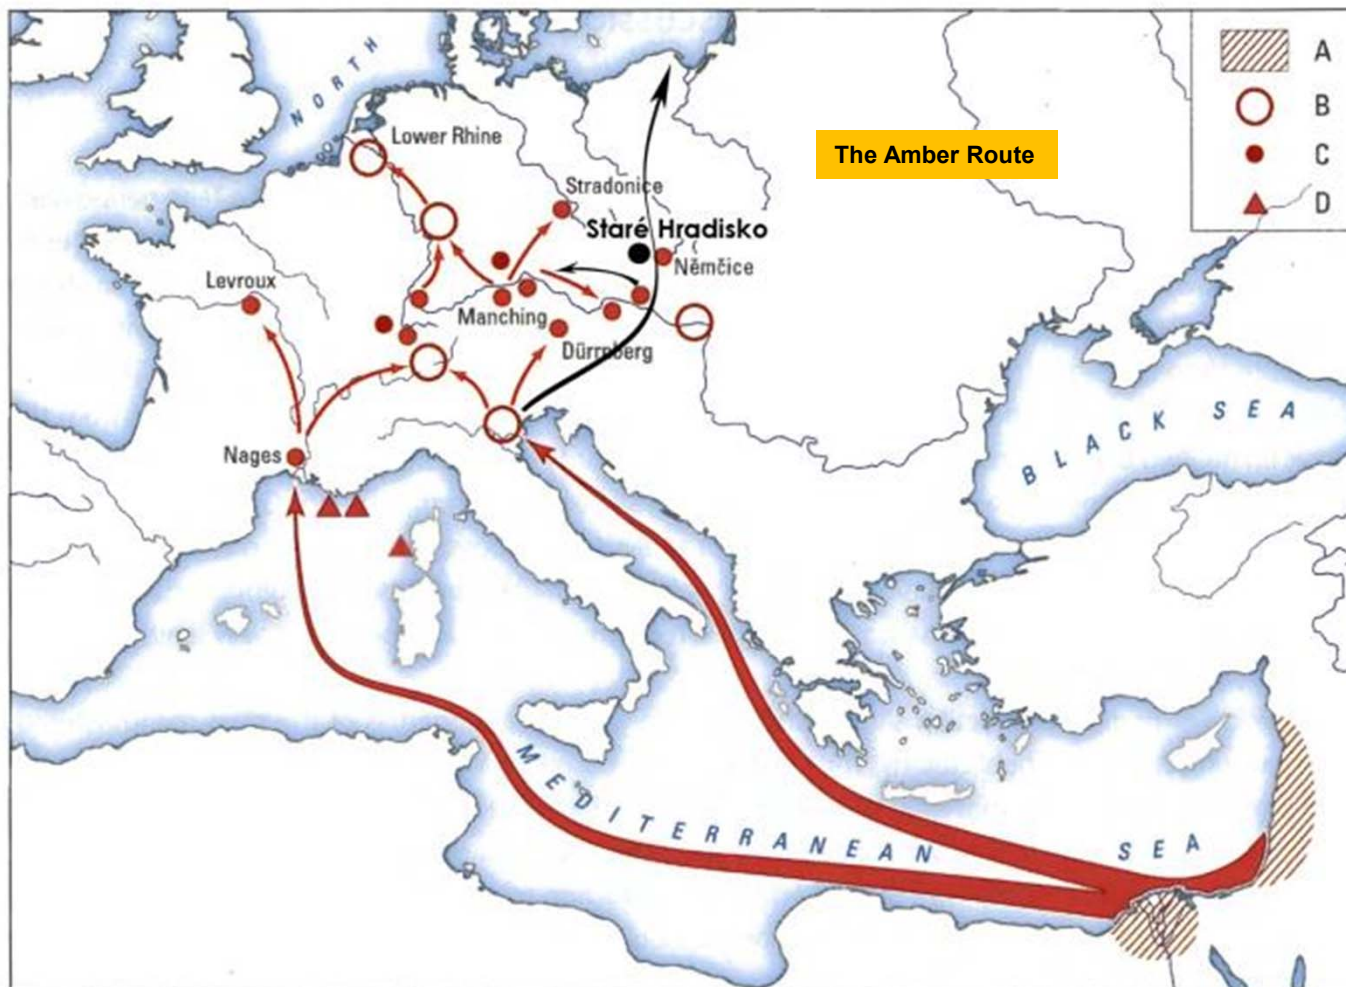 NORTH
Lower Rhine
The Amber Route
A
B
C
D
Stradonice
Staré Hradisko
Němčice
Levroux
Manching
Dürrnberg
Nages
BLACK SEA
MEDITERRANEAN SEA